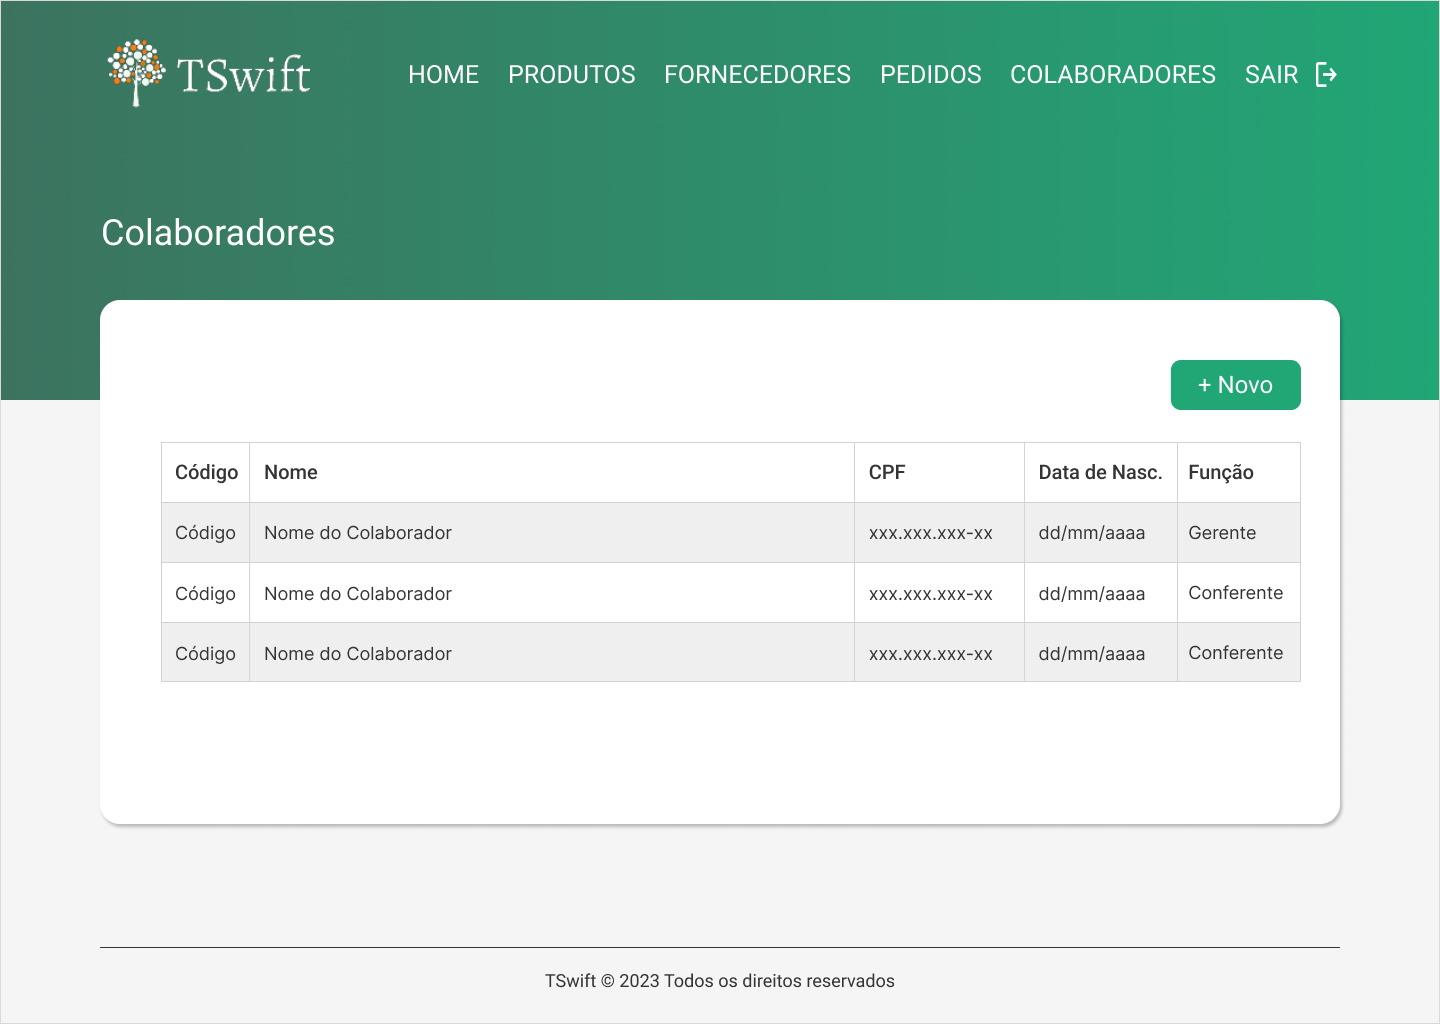 TSwift
HOME PRODUTOS FORNECEDORES PEDIDOS COLABORADORES SAIR
Colaboradores
+ Novo
Código Nome CPF Data de Nasc. Função
Código Nome do Colaborador xxx.xxx.xxx-xx dd/mm/aaaa Gerente
Código Nome do Colaborador xxx.xxx.xxx-xx dd/mm/aaaa Conferente
Código Nome do Colaborador xxx.xxx.xxx-xx dd/mm/aaaa Conferente
TSwift © 2023 Todos os direitos reservados